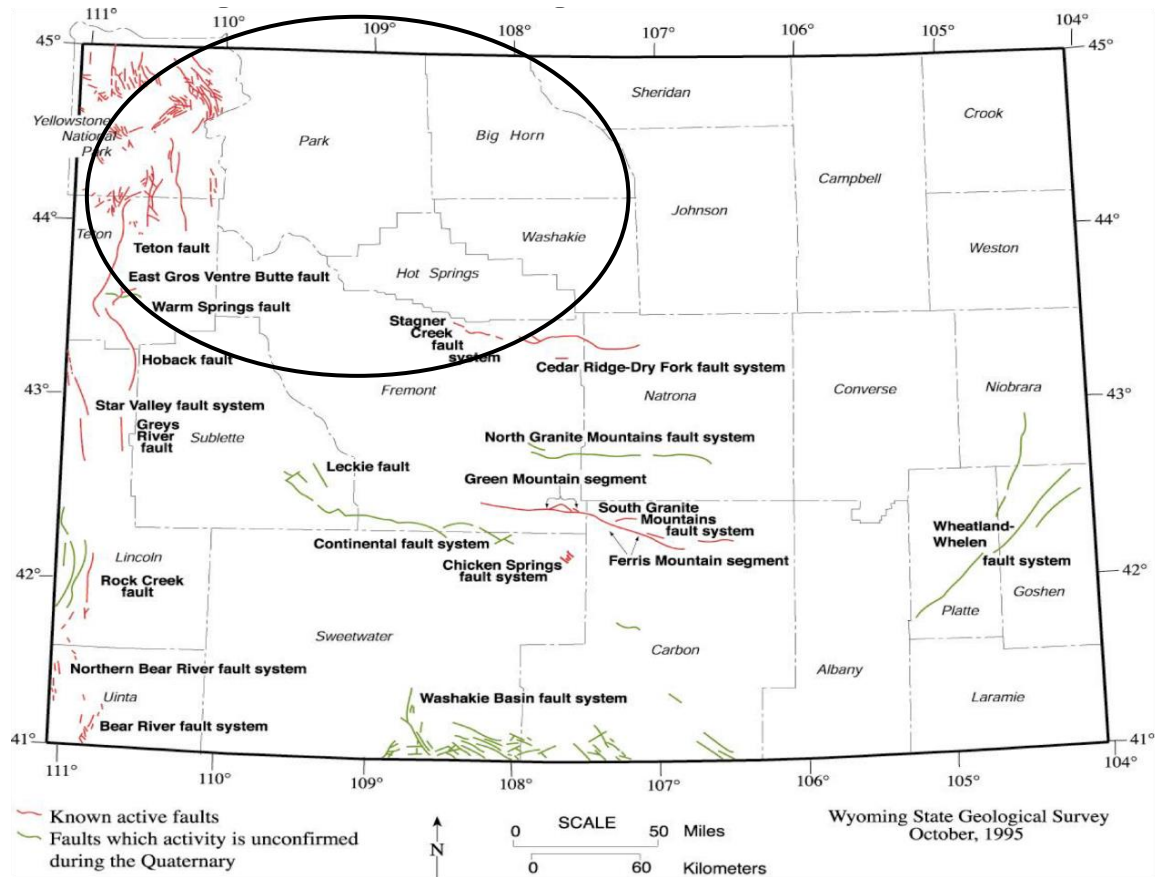 111°
110°
109°
108°
107°
106°
105°
104°
45°
45°
Sheridan
Crook
Yellowstone
National
Park
Park
Big Horn
Campbell
Johnson
44°
44°
Teton
Washakie
Weston
Teton fault
East Gros Ventre Butte fault
Hot Springs
Warm Springs fault
Stagner
Creek
fault
system
Hoback fault
Cedar Ridge-Dry Fork fault system
43°
43°
Fremont
Natrona
Converse
Niobrara
Star Valley fault system
Greys
River
fault
Sublette
North Granite Mountains fault system
Leckie fault
Green Mountain segment
South Granite
Mountains
fault system
Wheatland-
Whelen
fault system
Continental fault system
Chicken Springs
fault system
Ferris Mountain segment
Lincoln
42°
42°
Rock Creek
fault
Goshen
Platte
Sweetwater
Carbon
Albany
Northern Bear River fault system
Uinta
Washakie Basin fault system
Laramie
Bear River fault system
41°
41°
111°
110°
109°
108°
107°
106°
105°
104°
Known active faults
Faults which activity is unconfirmed
during the Quaternary
N
SCALE
0 50 Miles
0 60
Kilometers
Wyoming State Geological Survey
October, 1995